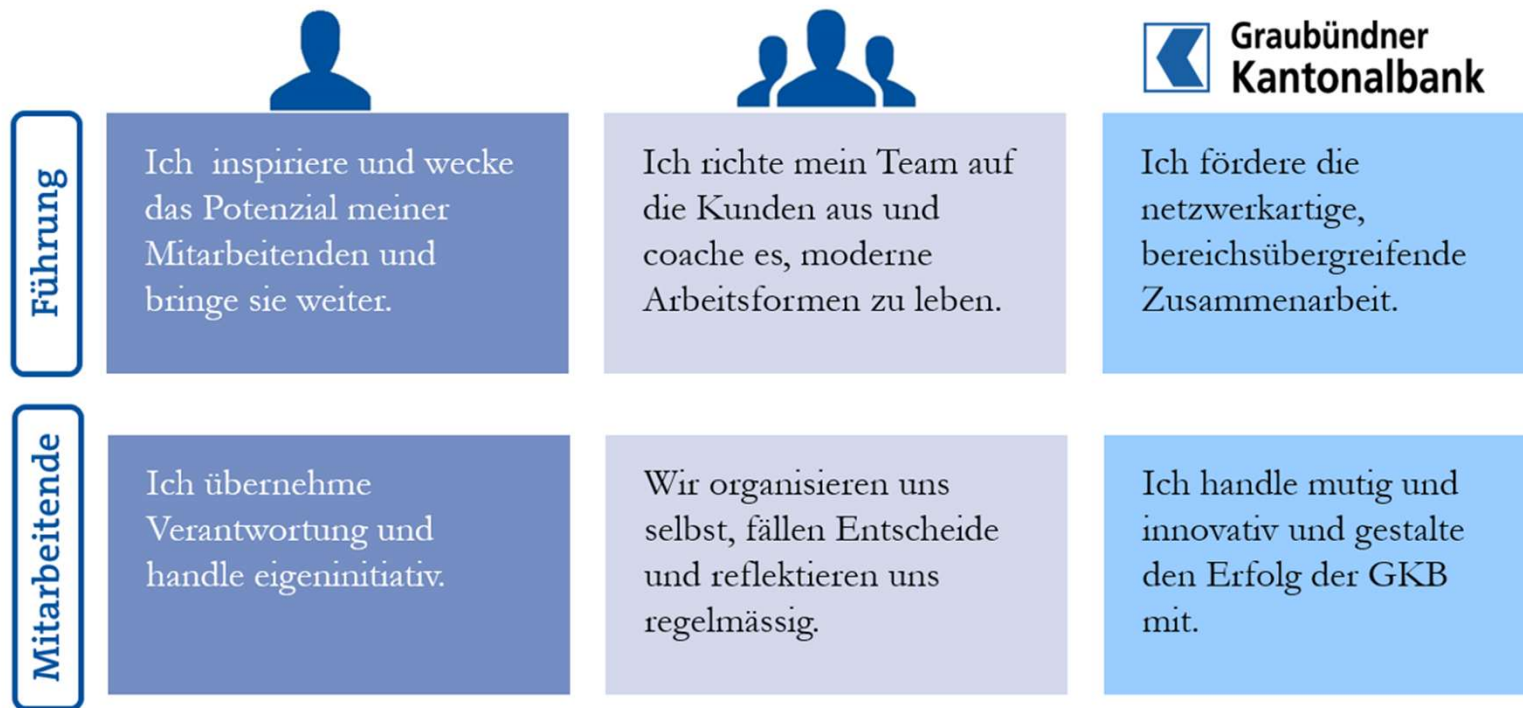 Graubündner
Kantonalbank
Führung
Ich inspiriere und wecke
das Potenzial meiner
Mitarbeitenden und
bringe sie weiter.
Ich richte mein Team auf
die Kunden aus und
coache es, moderne
Arbeitsformen zu leben.
Ich fördere die
netzwerkartige,
bereichsübergreifende
Zusammenarbeit.
Mitarbeitende
Ich übernehme
Verantwortung und
handle eigeninitiativ.
Wir organisieren uns
selbst, fällen Entscheide
und reflektieren uns
regelmässig.
Ich handle mutig und
innovativ und gestalte
den Erfolg der GKB
mit.